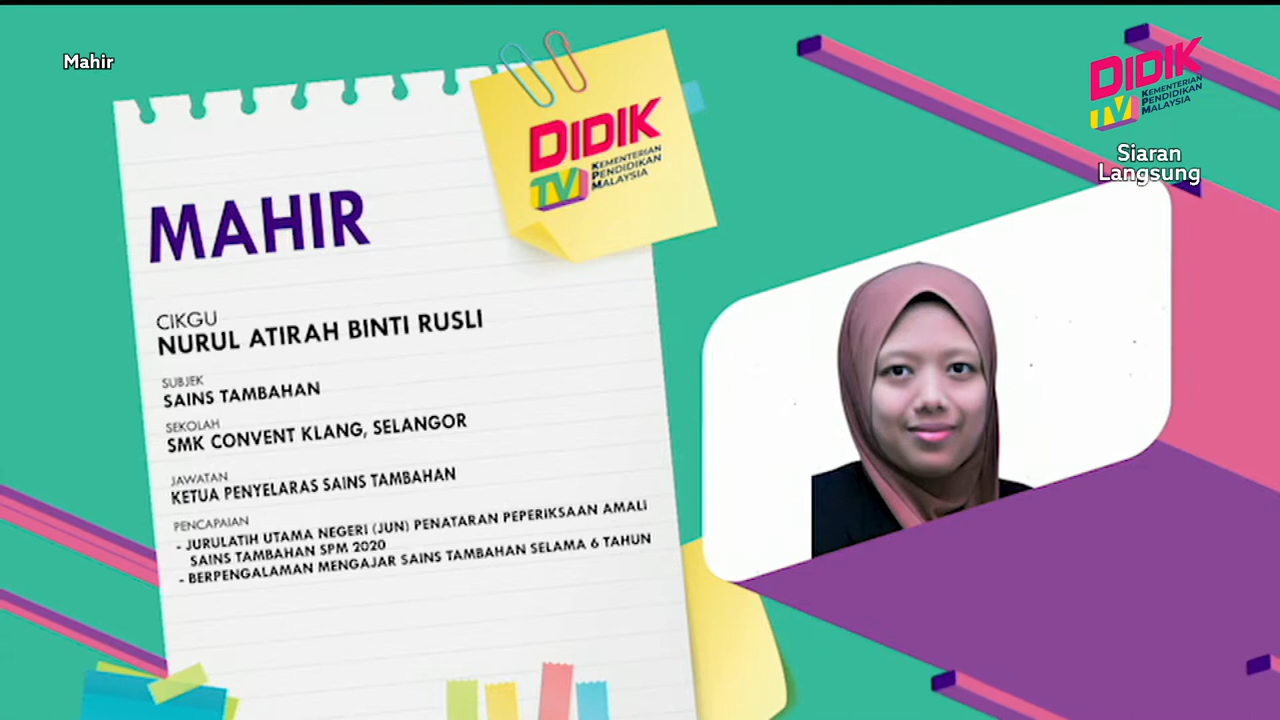 Mahir
DIDIK
TV
KEMENTERIAN
PENDIDIKAN
MALAYSIA
Siaran
Langsung
DIDIK
TV
KEMENTERIAN
PENDIDIKAN
MALAYSIA
MAHIR
CIKGU
NURUL ATIRAH BINTI RUSLI
SUBJEK
SAINS TAMBAHAN
SEKOLAH
SMK CONVENT KLANG, SELANGOR
JAWATAN
KETUA PENYELARAS SAINS TAMBAHAN
PENCAPAIAN
- JURULATIH UTAMA NEGERI (JUN) PENATARAN PEPERIKSAAN AMALI
SAINS TAMBAHAN SPM 2020
- BERPENGALAMAN MENGAJAR SAINS TAMBAHAN SELAMA 6 TAHUN